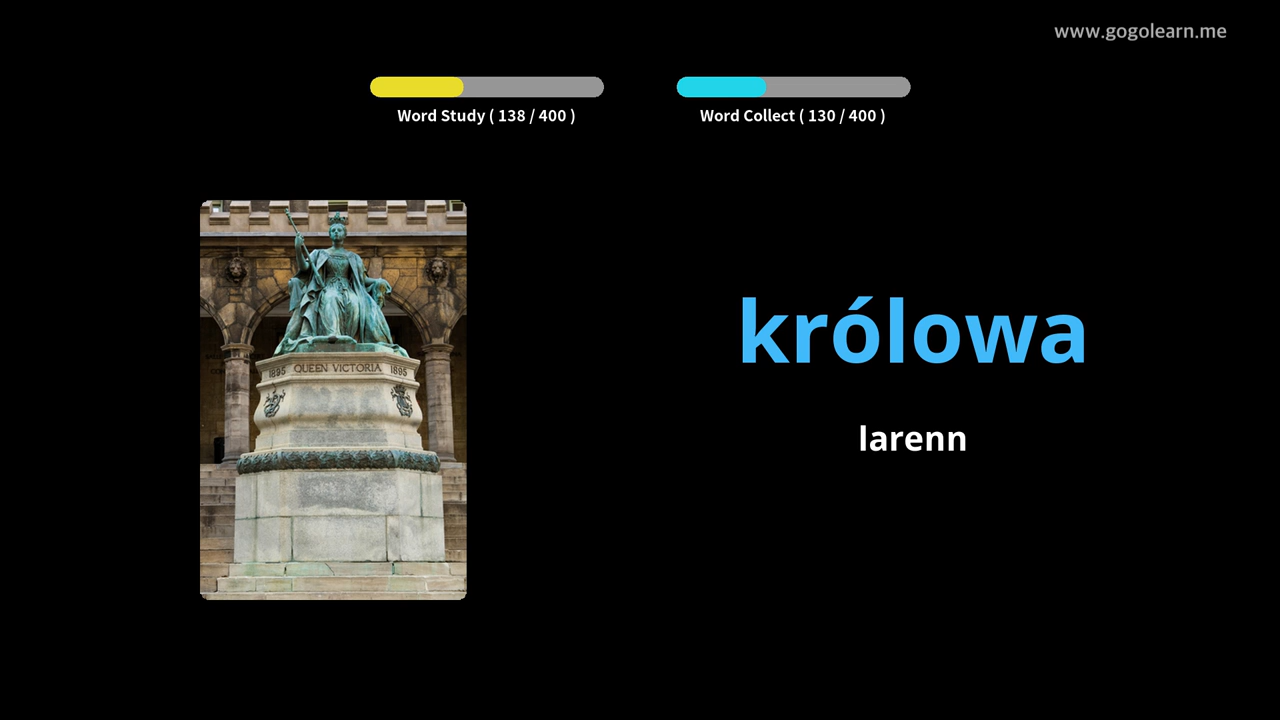 www.gogolearn.me
Word Study ( 138 / 400 )
Word Collect ( 130 / 400 )
1895 QUEEN VICTORIA 1895
królowa
larenn